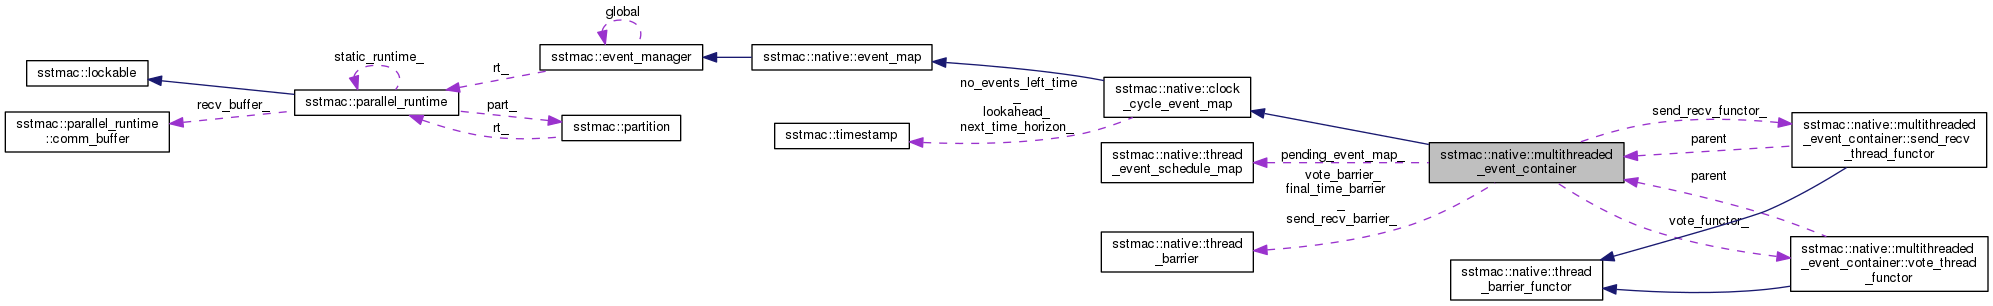 global
static_runtime_
sstmac::event_manager
sstmac::native::event_map
rt_
sstmac::lockable
sstmac::parallel_runtime
recv_buffer_
sstmac::parallel_runtime
::comm_buffer
part_
rt_
sstmac::partition
no_events_left_time
_
lookahead_
next_time_horizon_
sstmac::timestamp
sstmac::native::clock
_cycle_event_map
sstmac::native::thread
_event_schedule_map
pending_event_map_
vote_barrier_
final_time_barrier
_
send_recv_barrier_
sstmac::native::thread
_barrier
sstmac::native::multithreaded
_event_container
send_recv_functor_
parent
sstmac::native::multithreaded
_event_container::send_recv
_thread_functor
parent
vote_functor_
sstmac::native::multithreaded
_event_container::vote_thread
_functor
sstmac::native::thread
_barrier_functor